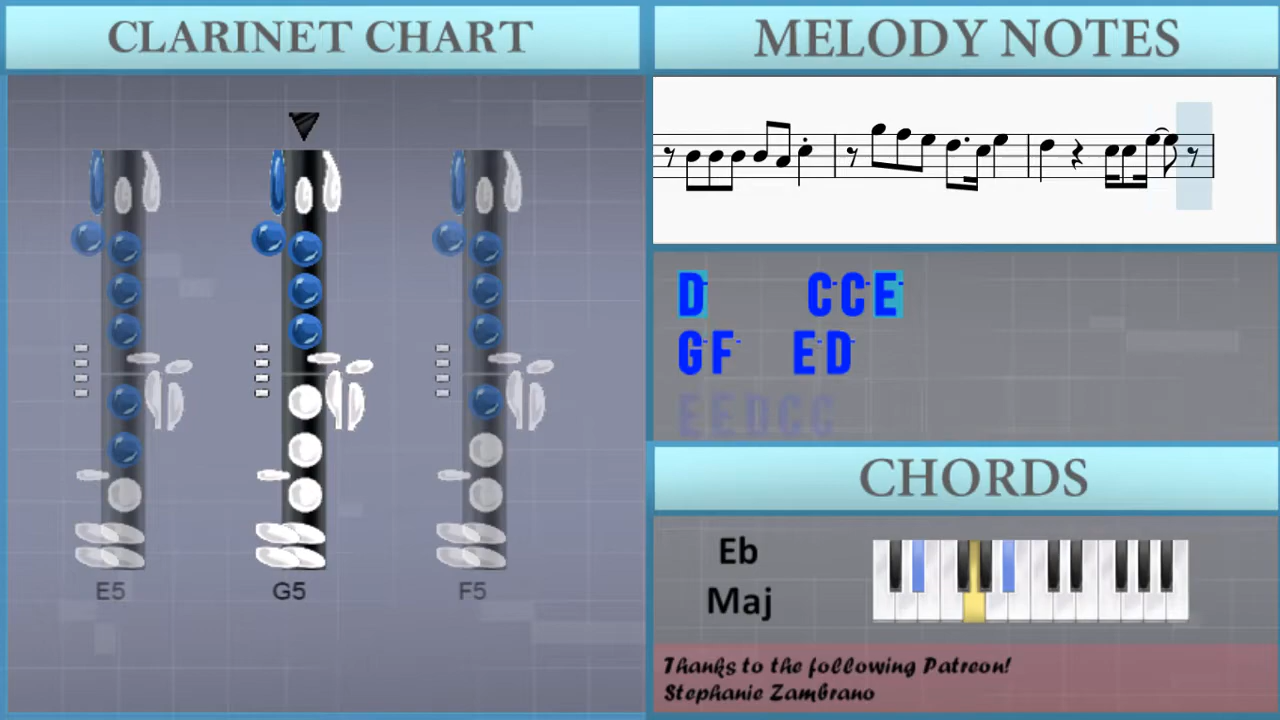 CLARINET CHART
E5 G5 F5
MELODY NOTES
D CCE
GF ED
EEDCC
CHORDS
Eb
Maj
Thanks to the following Patreon!
Stephanie Zambrano